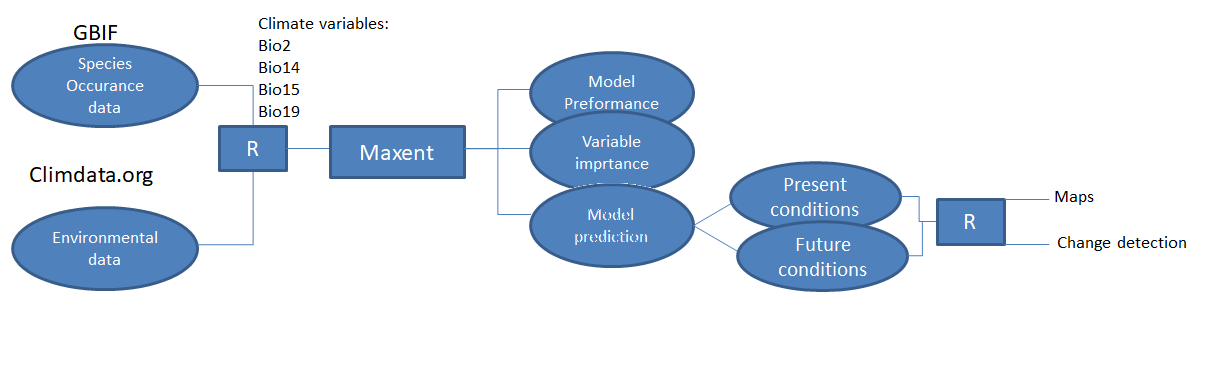 GBIF
Species
Occurance
data
Climate variables:
Bio2
Bio14
Bio15
Bio19
R
Maxent
Climdata.org
Environmental
data
Model
Preformance
Variable
imprtance
Model
prediction
Present
conditions
Future
conditions
R
Maps
Change detection